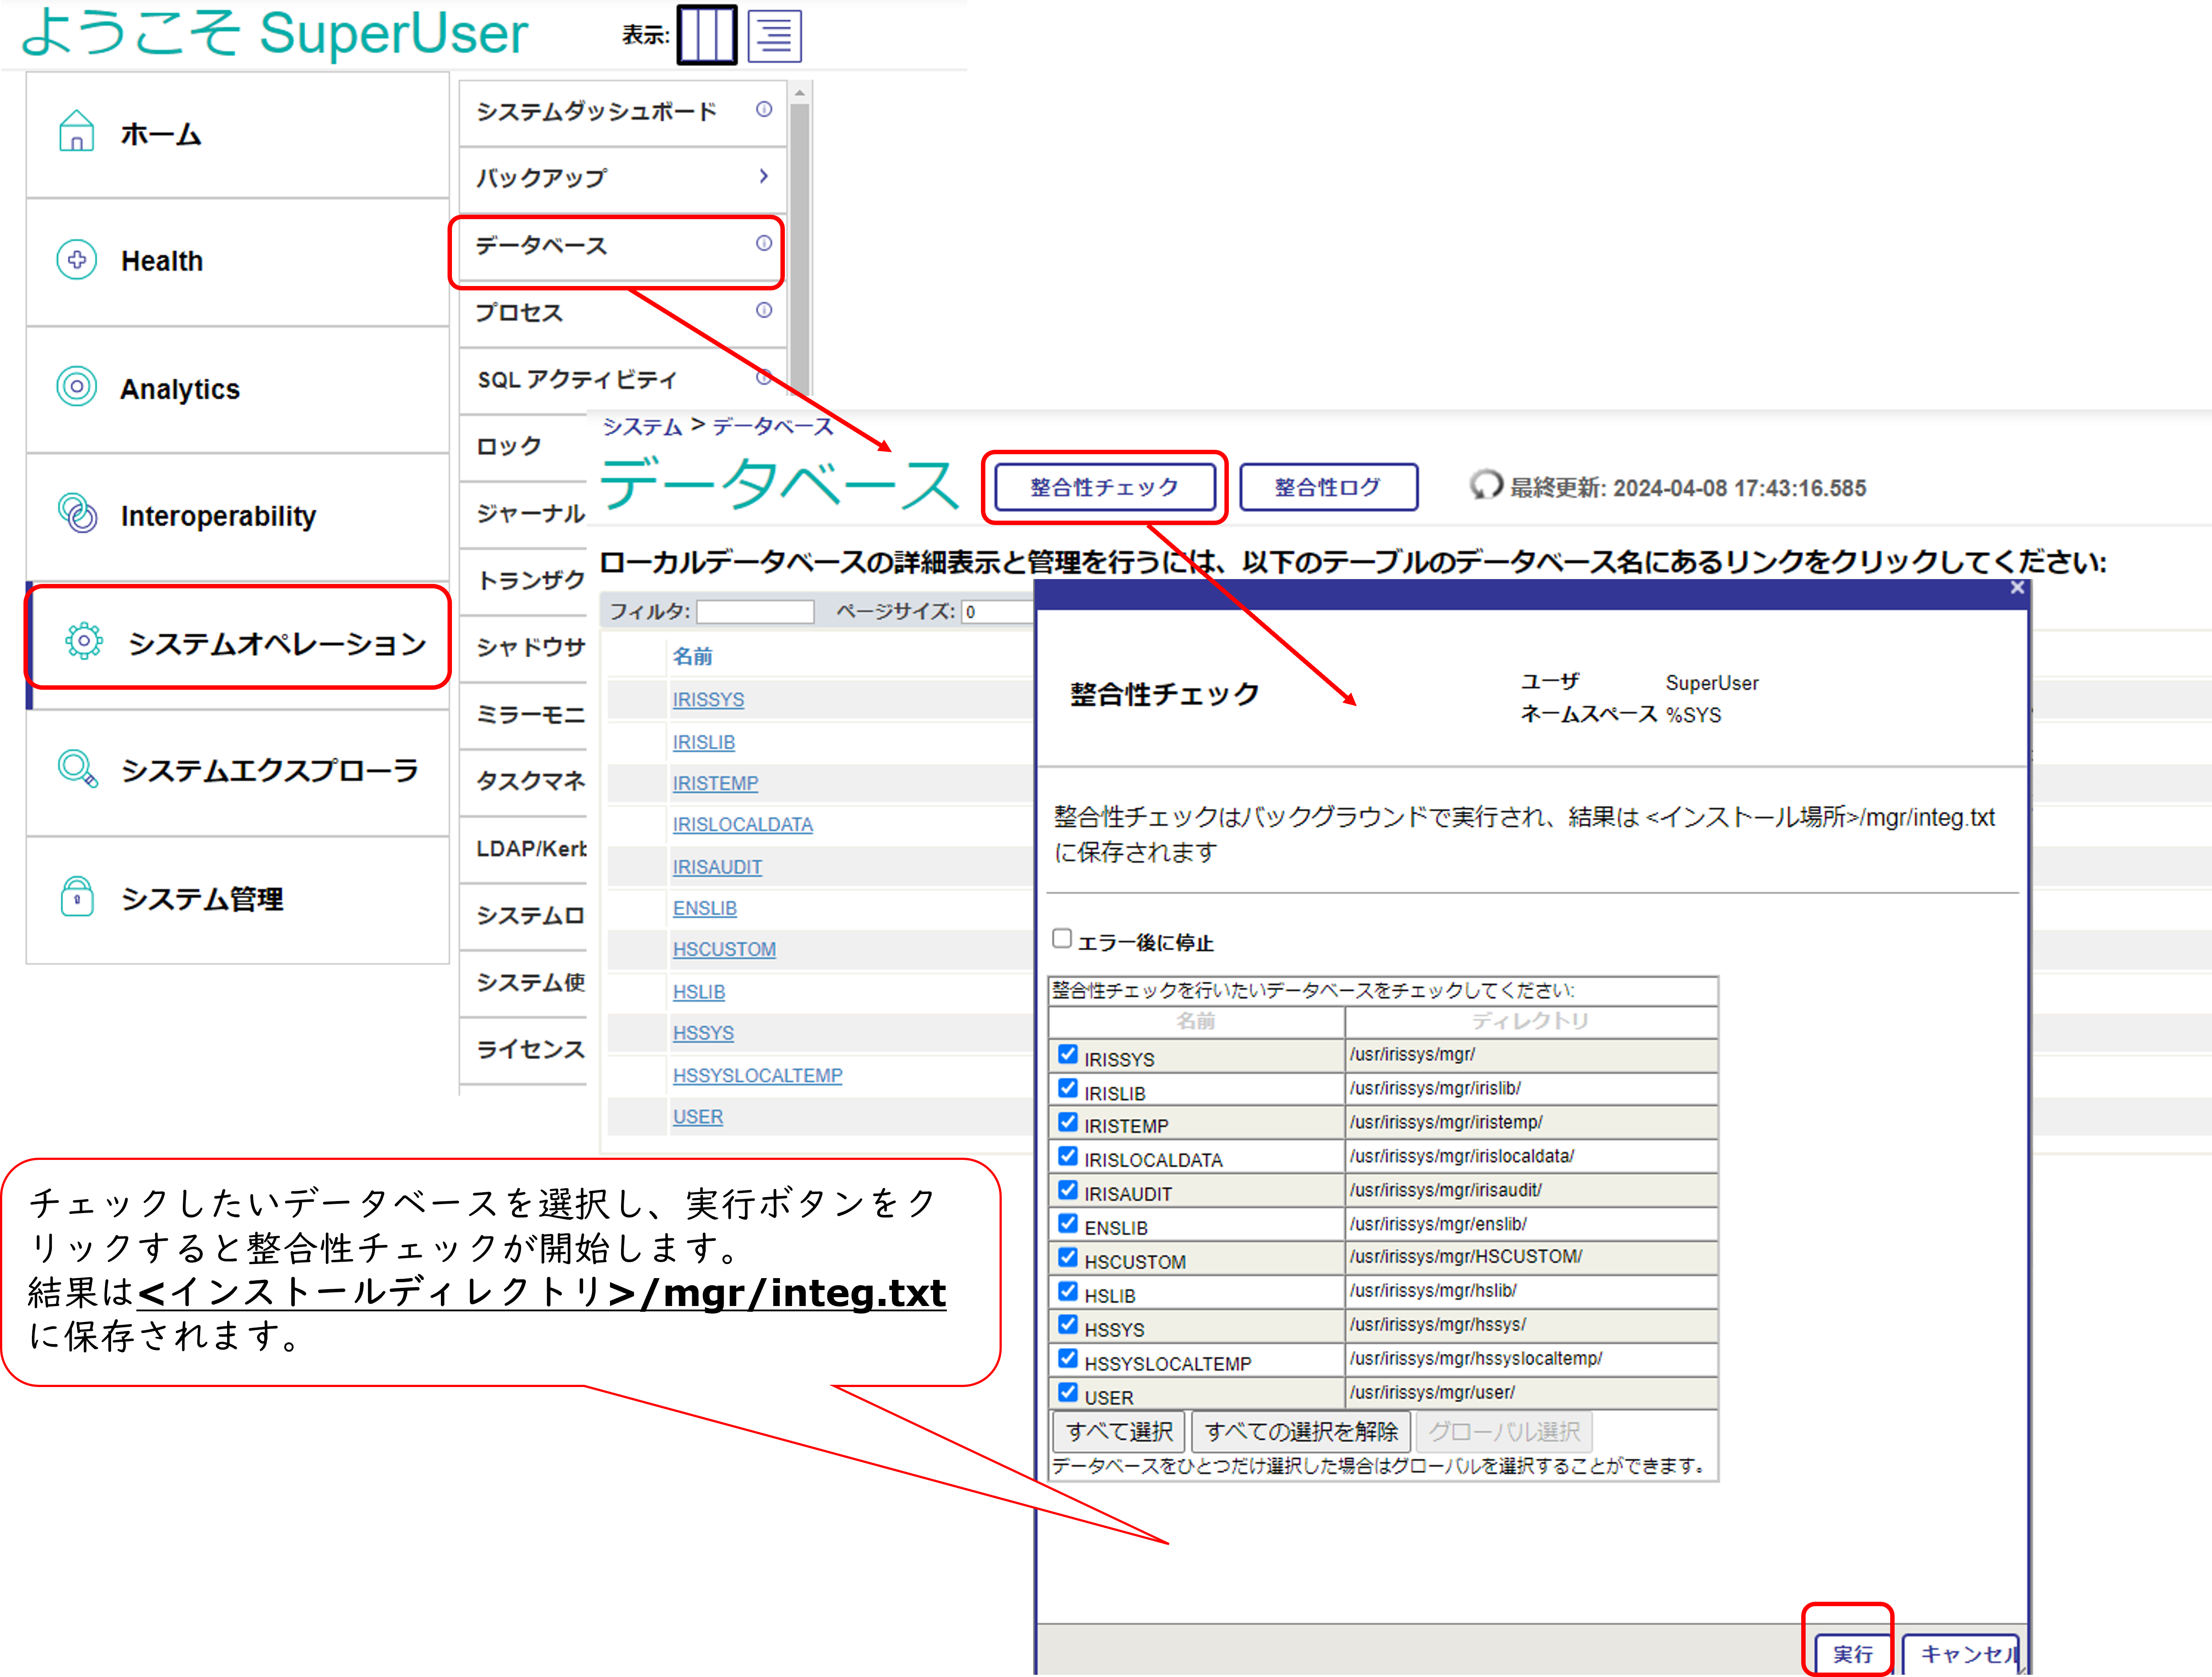 ようこそ SuperUser
表示:
ホーム
Health
Analytics
Interoperability
システムオペレーション
システムエクスプローラ
システム管理
システムダッシュボード
バックアップ
データベース
プロセス
SQL アクティビティ
ロック
ジャーナル
トランザク
シャドウサ
ミラーモニ
タスクマネ
LDAP/Kerb
システムロ
システム使
ライセンス
システム > データベース
データベース
整合性チェック
整合性ログ
最終更新: 2024-04-08 17:43:16.585
ローカルデータベースの詳細表示と管理を行うには、以下のテーブルのデータベース名にあるリンクをクリックしてください:
フィルタ: ページサイズ: 0
名前
IRISSYS
IRISLIB
IRISTEMP
IRISLOCALDATA
IRISAUDIT
ENSLIB
HSCUSTOM
HSLIB
HSSYS
HSSYSLOCALTEMP
USER
整合性チェック
ユーザ SuperUser
ネームスペース %SYS
整合性チェックはバックグラウンドで実行され、結果は <インストール場所>/mgr/integ.txt
に保存されます
エラー後に停止
整合性チェックを行いたいデータベースをチェックしてください:
名前 ディレクトリ
IRISSYS /usr/irissys/mgr/
IRISLIB /usr/irissys/mgr/irislib/
IRISTEMP /usr/irissys/mgr/iristemp/
IRISLOCALDATA /usr/irissys/mgr/irislocaldata/
IRISAUDIT /usr/irissys/mgr/irisaudit/
ENSLIB /usr/irissys/mgr/enslib/
HSCUSTOM /usr/irissys/mgr/HSCUSTOM/
HSLIB /usr/irissys/mgr/hslib/
HSSYS /usr/irissys/mgr/hssys/
HSSYSLOCALTEMP /usr/irissys/mgr/hssyslocaltemp/
USER /usr/irissys/mgr/user/
すべて選択 すべての選択を解除 グローバル選択
データベースをひとつだけ選択した場合はグローバルを選択することができます。
実行 キャンセル
チェックしたいデータベースを選択し、実行ボタンをク
リックすると整合性チェックが開始します。
結果は<インストールディレクトリ>/mgr/integ.txt
に保存されます。